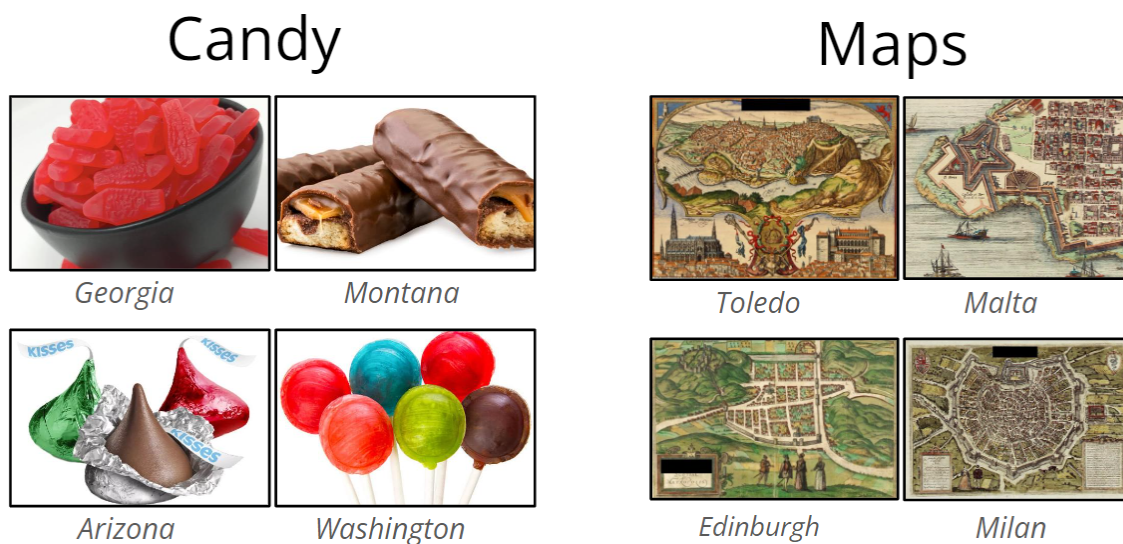 Candy
Maps
Georgia
Montana
Toledo
Malta
KISSES
KISSES
KISSES
Arizona
Washington
Edinburgh
Milan